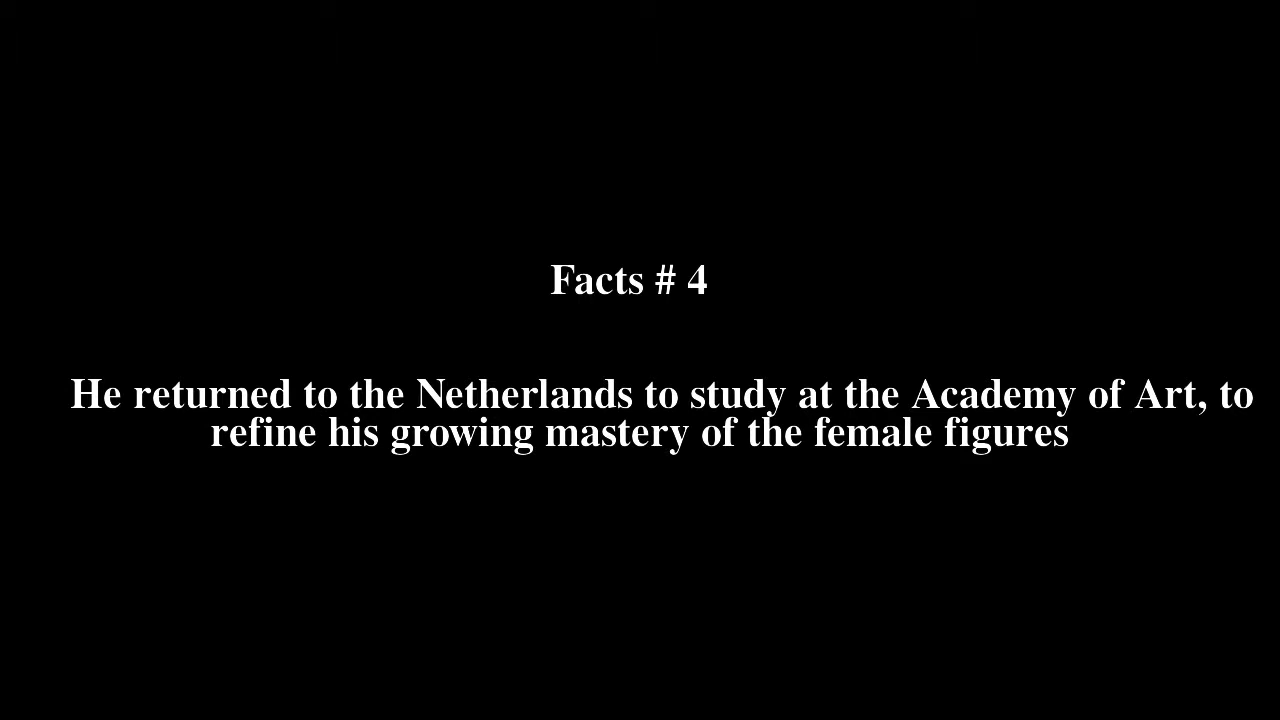 Facts # 4
He returned to the Netherlands to study at the Academy of Art, to
refine his growing mastery of the female figures